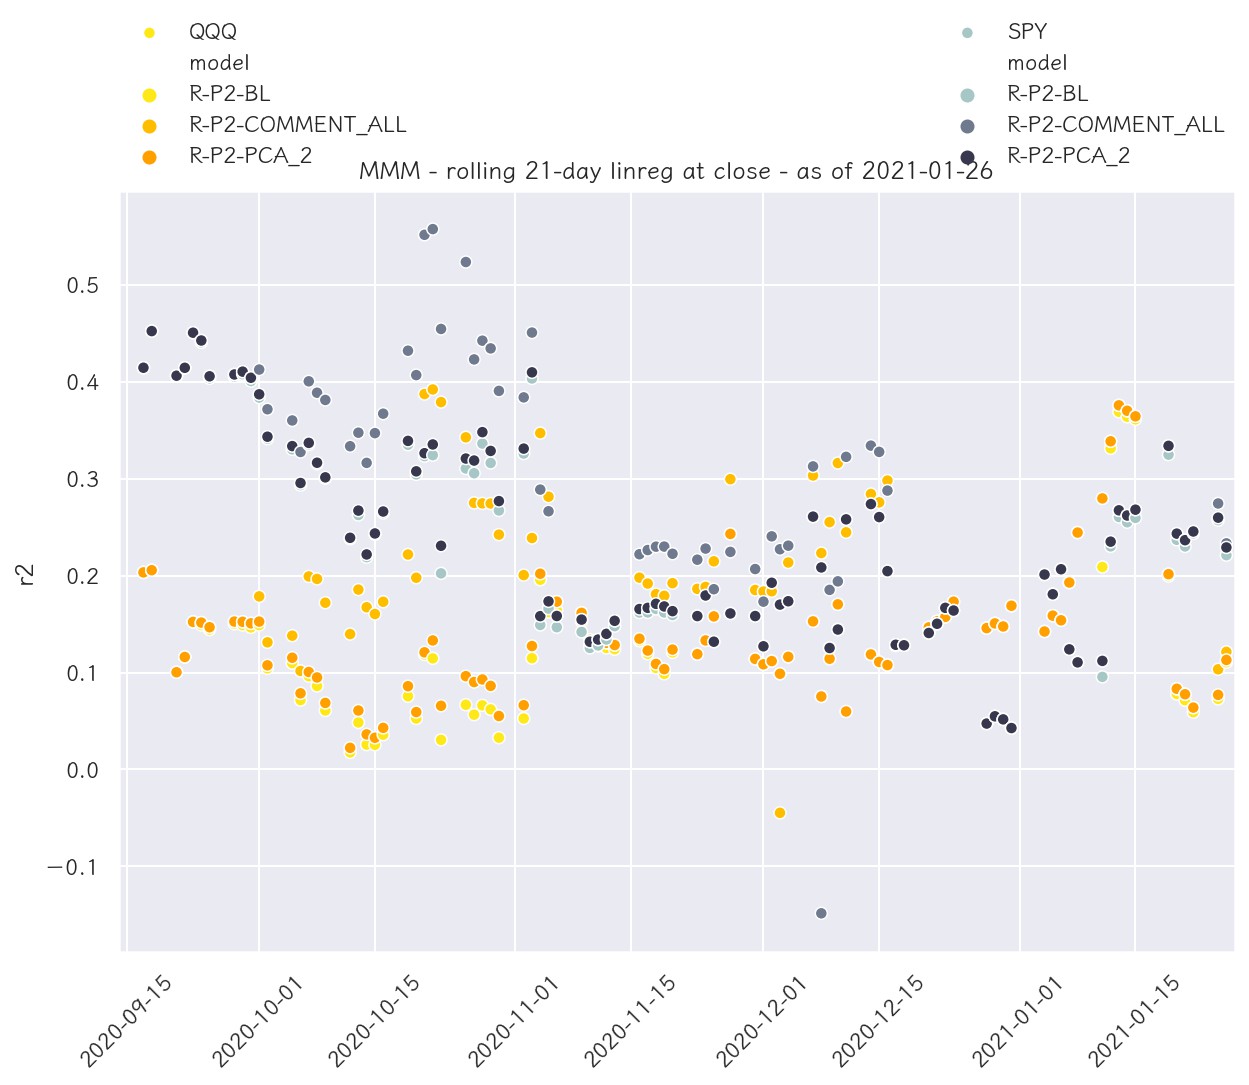 QQQ
model
R-P2-BL
R-P2-COMMENT_ALL
R-P2-PCA_2
SPY
model
R-P2-BL
R-P2-COMMENT_ALL
R-P2-PCA_2
MMM - rolling 21-day linreg at close - as of 2021-01-26
r2
0.5
0.4
0.3
0.2
0.1
0.0
−0.1
2020-09-15
2020-10-01
2020-10-15
2020-11-01
2020-11-15
2020-12-01
2020-12-15
2021-01-01
2021-01-15